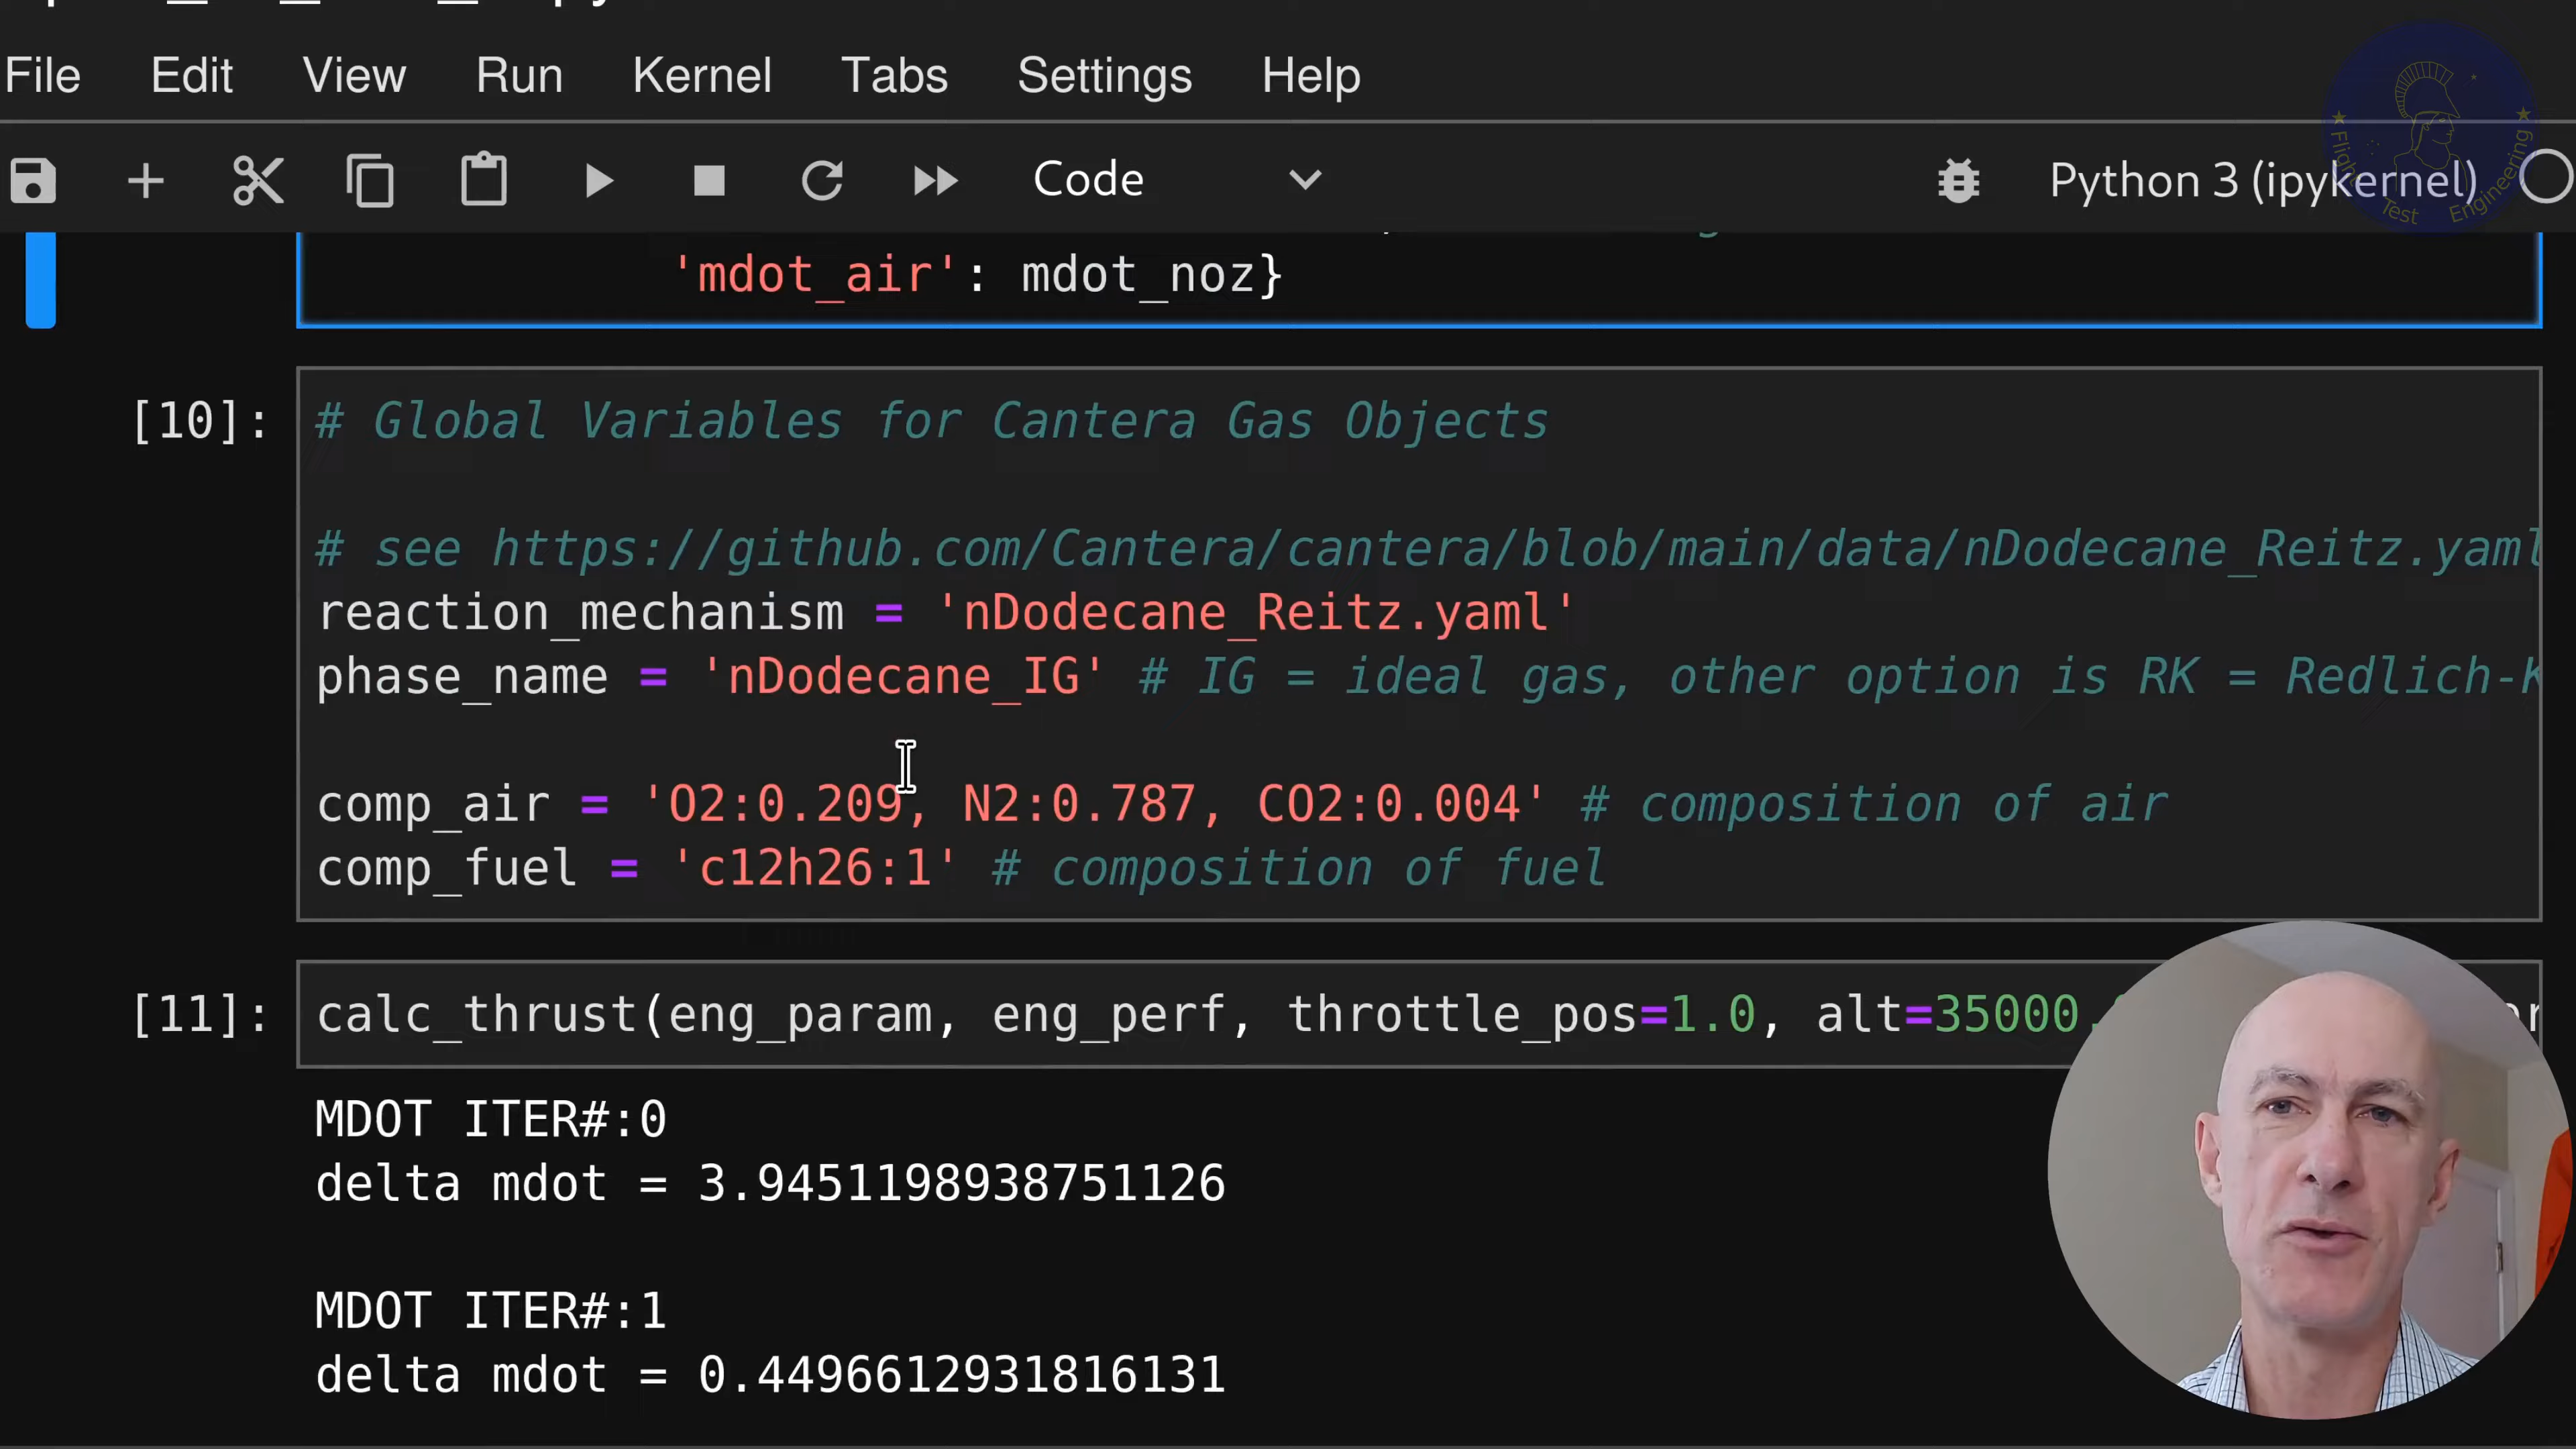 File Edit View Run Kernel Tabs Settings Help
Code Python 3 (ipykernel)
Flight Test Engineering
'mdot_air': mdot_noz}
[10]: # Global Variables for Cantera Gas Objects
# see https://github.com/Cantera/cantera/blob/main/data/nDodecane_Reitz.yaml
reaction_mechanism = 'nDodecane_Reitz.yaml'
phase_name = 'nDodecane_IG' # IG = ideal gas, other option is RK = Redlich-K
comp_air = 'O2:0.209, N2:0.787, CO2:0.004' # composition of air
comp_fuel = 'c12h26:1' # composition of fuel
[11]: calc_thrust(eng_param, eng_perf, throttle_pos=1.0, alt=35000.
MDOT ITER#:0
delta mdot = 3.9451198938751126
MDOT ITER#:1
delta mdot = 0.4496612931816131